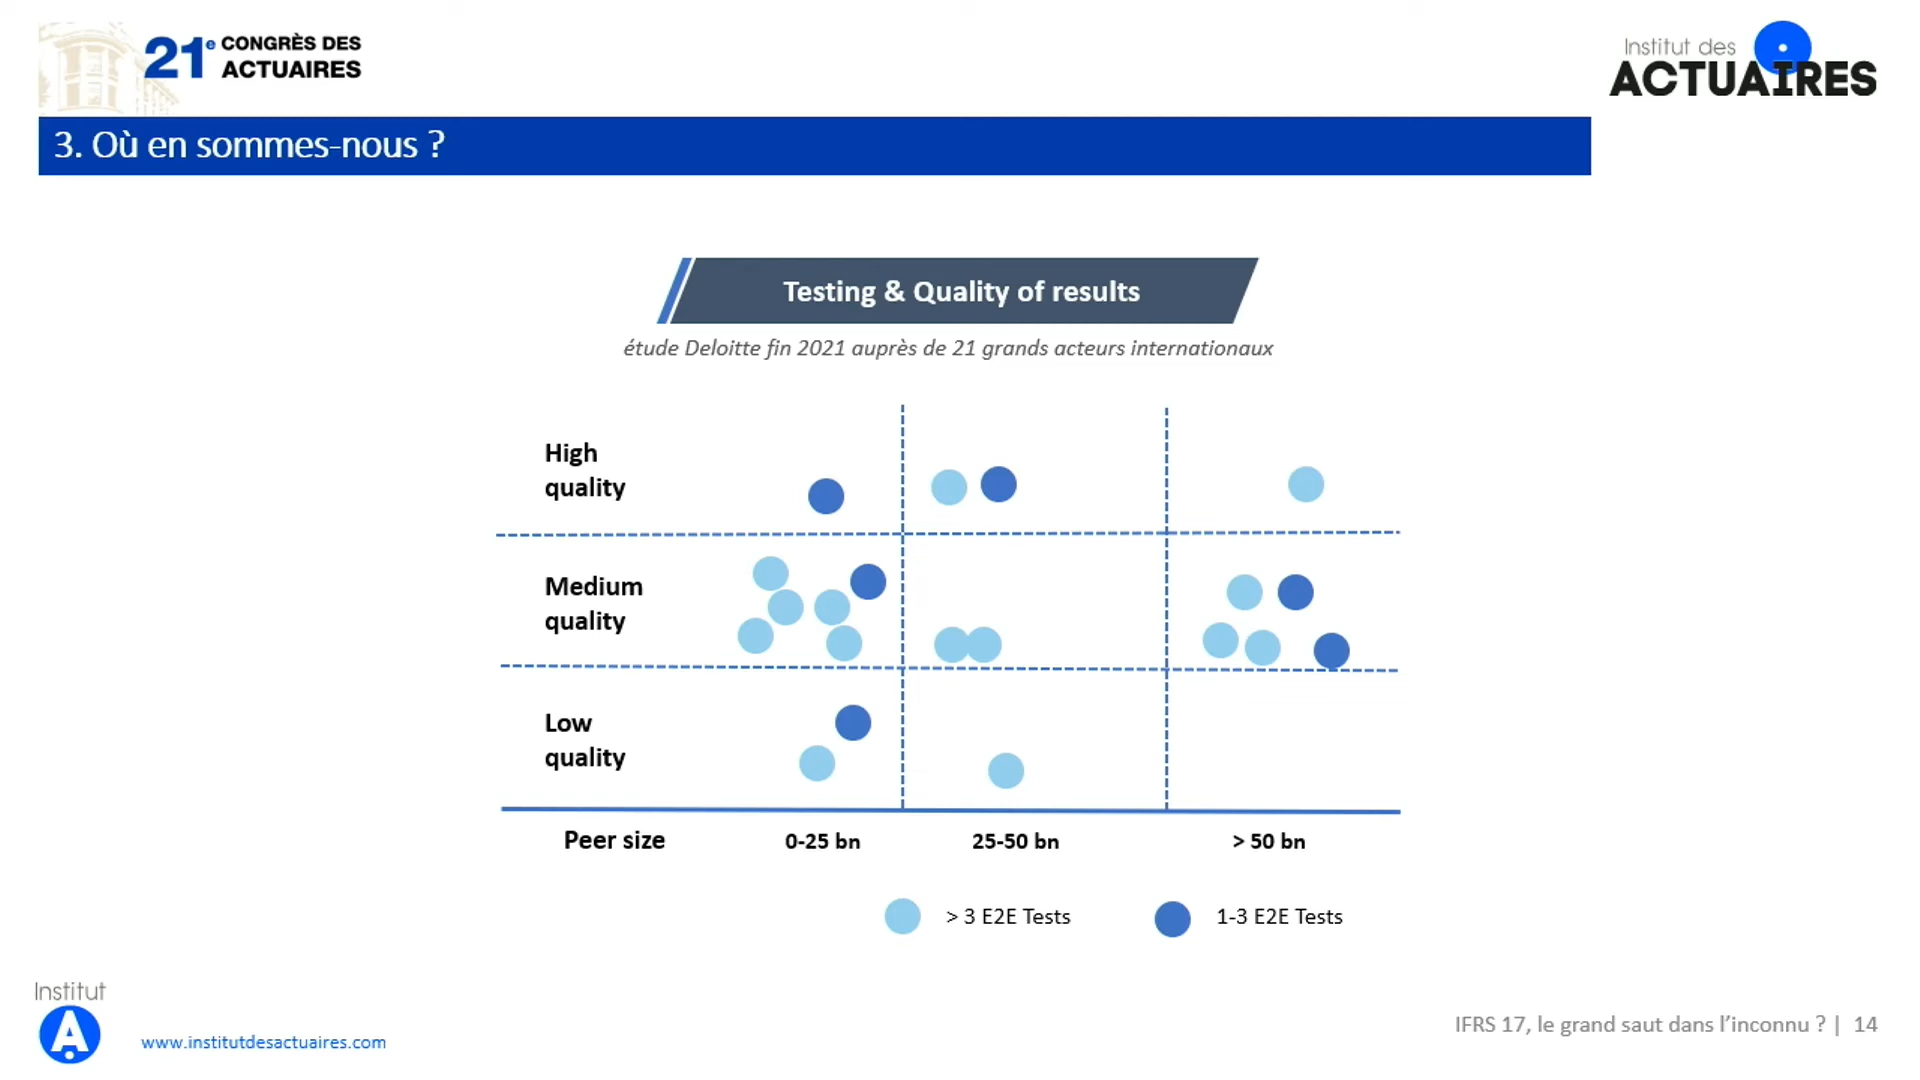 21e CONGRÈS DES
ACTUAIRES
Institut des
ACTUAIRES
3. Où en sommes-nous ?
Testing & Quality of results
étude Deloitte fin 2021 auprès de 21 grands acteurs internationaux
High
quality
Medium
quality
Low
quality
Peer size 0-25 bn 25-50 bn > 50 bn
> 3 E2E Tests 1-3 E2E Tests
Institut
A
www.institutdesactuaires.com
IFRS 17, le grand saut dans l’inconnu ? | 14